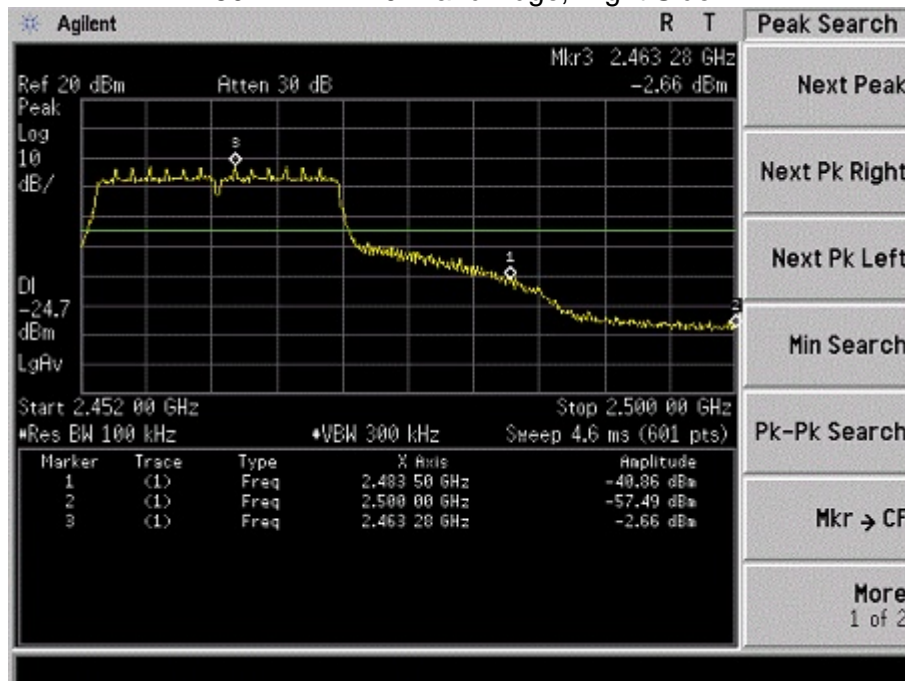 Agilent R T Peak Search
Mkr3 2.463 28 GHz
Ref 20 dBm Atten 30 dB -2.66 dBm
Peak
Log
10
dB/
3
1
2
DI
-24.7
dBm
LgAv
Start 2.452 00 GHz Stop 2.500 00 GHz
#Res BW 100 kHz #VBW 300 kHz Sweep 4.6 ms (601 pts)
Marker Trace Type X Axis Amplitude
1 (1) Freq 2.483 50 GHz -40.86 dBm
2 (1) Freq 2.500 00 GHz -57.49 dBm
3 (1) Freq 2.463 28 GHz -2.66 dBm
Next Peak
Next Pk Right
Next Pk Left
Min Search
Pk-Pk Search
Mkr → CF
More
1 of 2